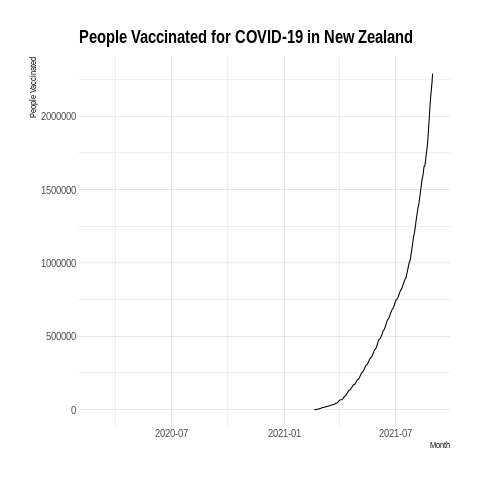 People Vaccinated for COVID-19 in New Zealand
People Vaccinated
2000000
1500000
1000000
500000
0
2020-07 2021-01 2021-07
Month